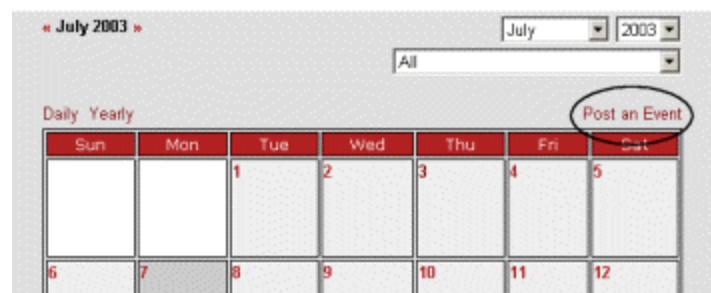 « July 2003 »
July 2003
All
Daily Yearly
Post an Event
Sun Mon Tue Wed Thu Fri Sat
1 2 3 4 5
6 7 8 9 10 11 12